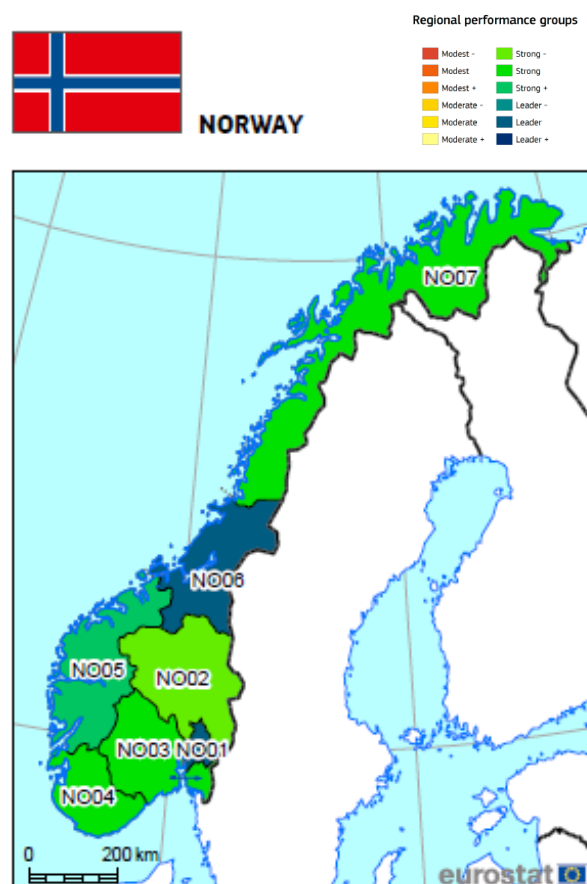 Regional performance groups
Modest -
Strong -
Modest
Strong
Modest +
Strong +
Moderate -
Leader -
Moderate
Leader
Moderate +
Leader +
NORWAY
NO07
NO06
NO05
NO02
NO03
NO01
NO04
0 200 km
eurostat